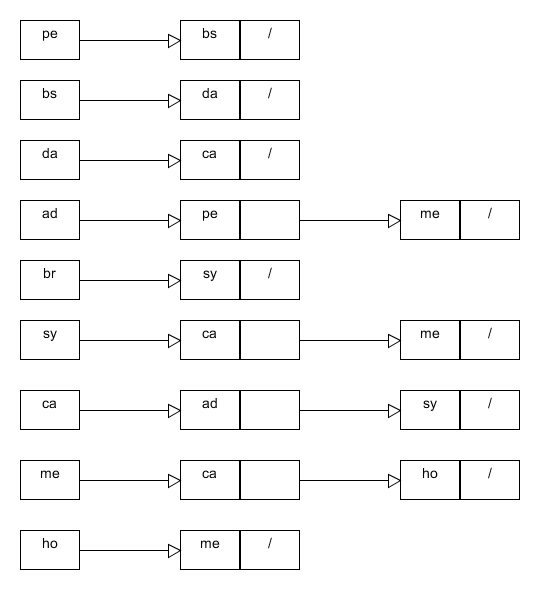 pe bs /
bs da /
da ca /
ad pe me /
br sy /
sy ca me /
ca ad sy /
me ca ho /
ho me /